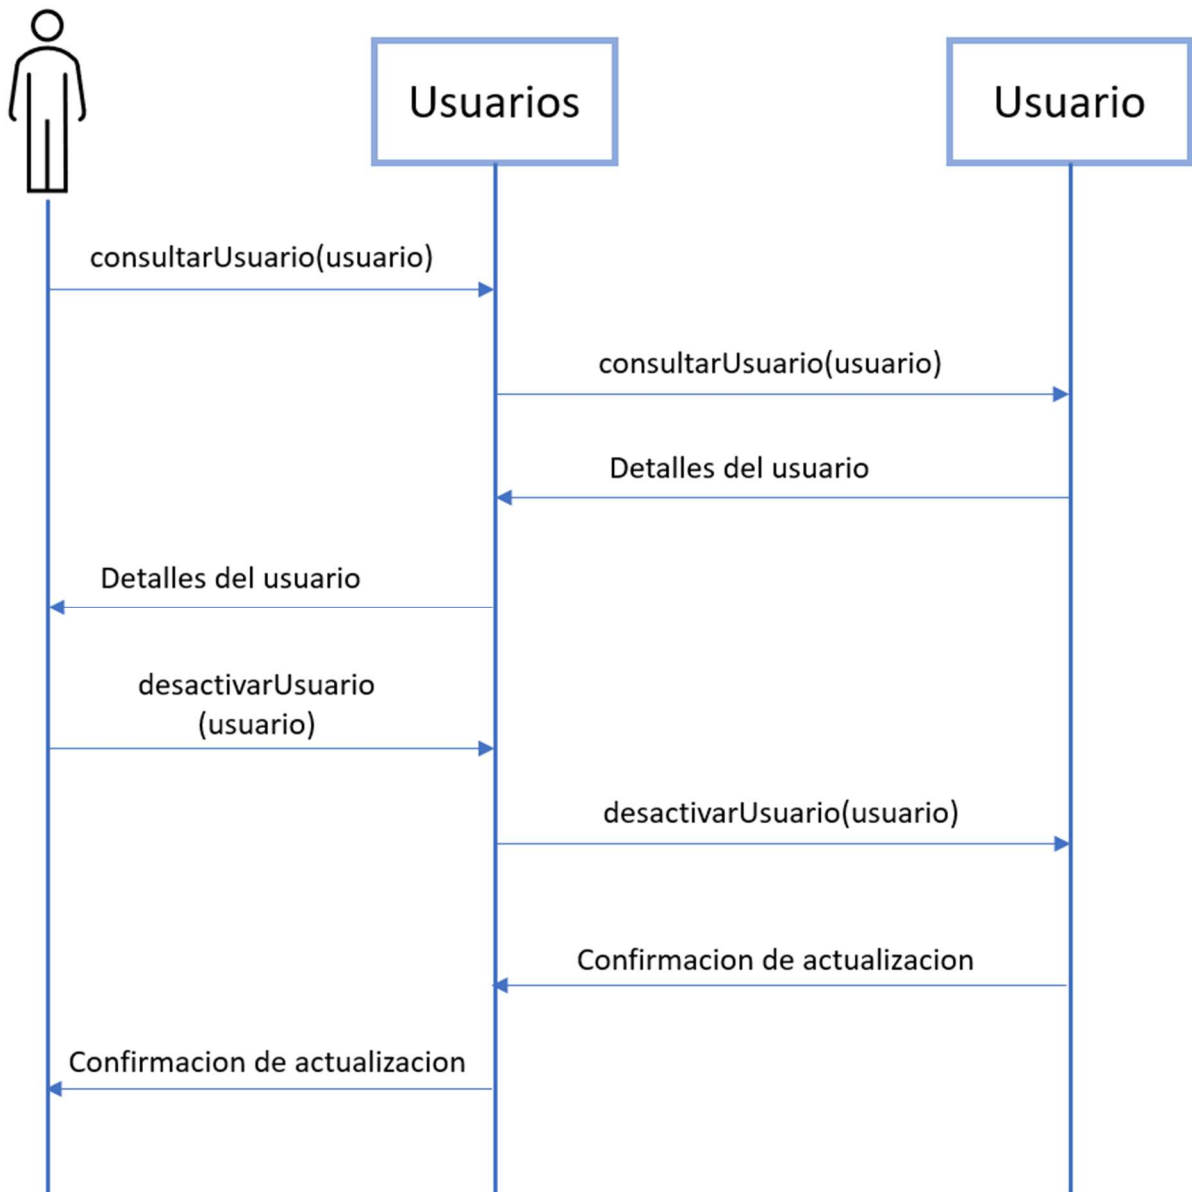 Usuarios
Usuario
consultarUsuario(usuario)
consultarUsuario(usuario)
Detalles del usuario
Detalles del usuario
desactivarUsuario
(usuario)
desactivarUsuario(usuario)
Confirmacion de actualizacion
Confirmacion de actualizacion